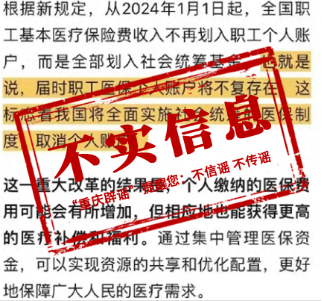 根据新规定，从2024年1月1日起，全国职
工基本医疗保险费收入不再划入职工个人账
户，而是全部划入社会统筹基金，也就是
说，届时职工医保个人账户将不复存在，这
标志着我国将全面实施社会统筹的医保制
度，取消个人账
不实信息
“重庆辟谣”提醒您：不信谣 不传谣
这一重大改革的结果是，个人缴纳的医保费
用可能会有所增加，但相应地也能获得更高
的医疗补偿和福利。通过集中管理医保资
金，可以实现资源的共享和优化配置，更好
地保障广大人民的医疗需求。